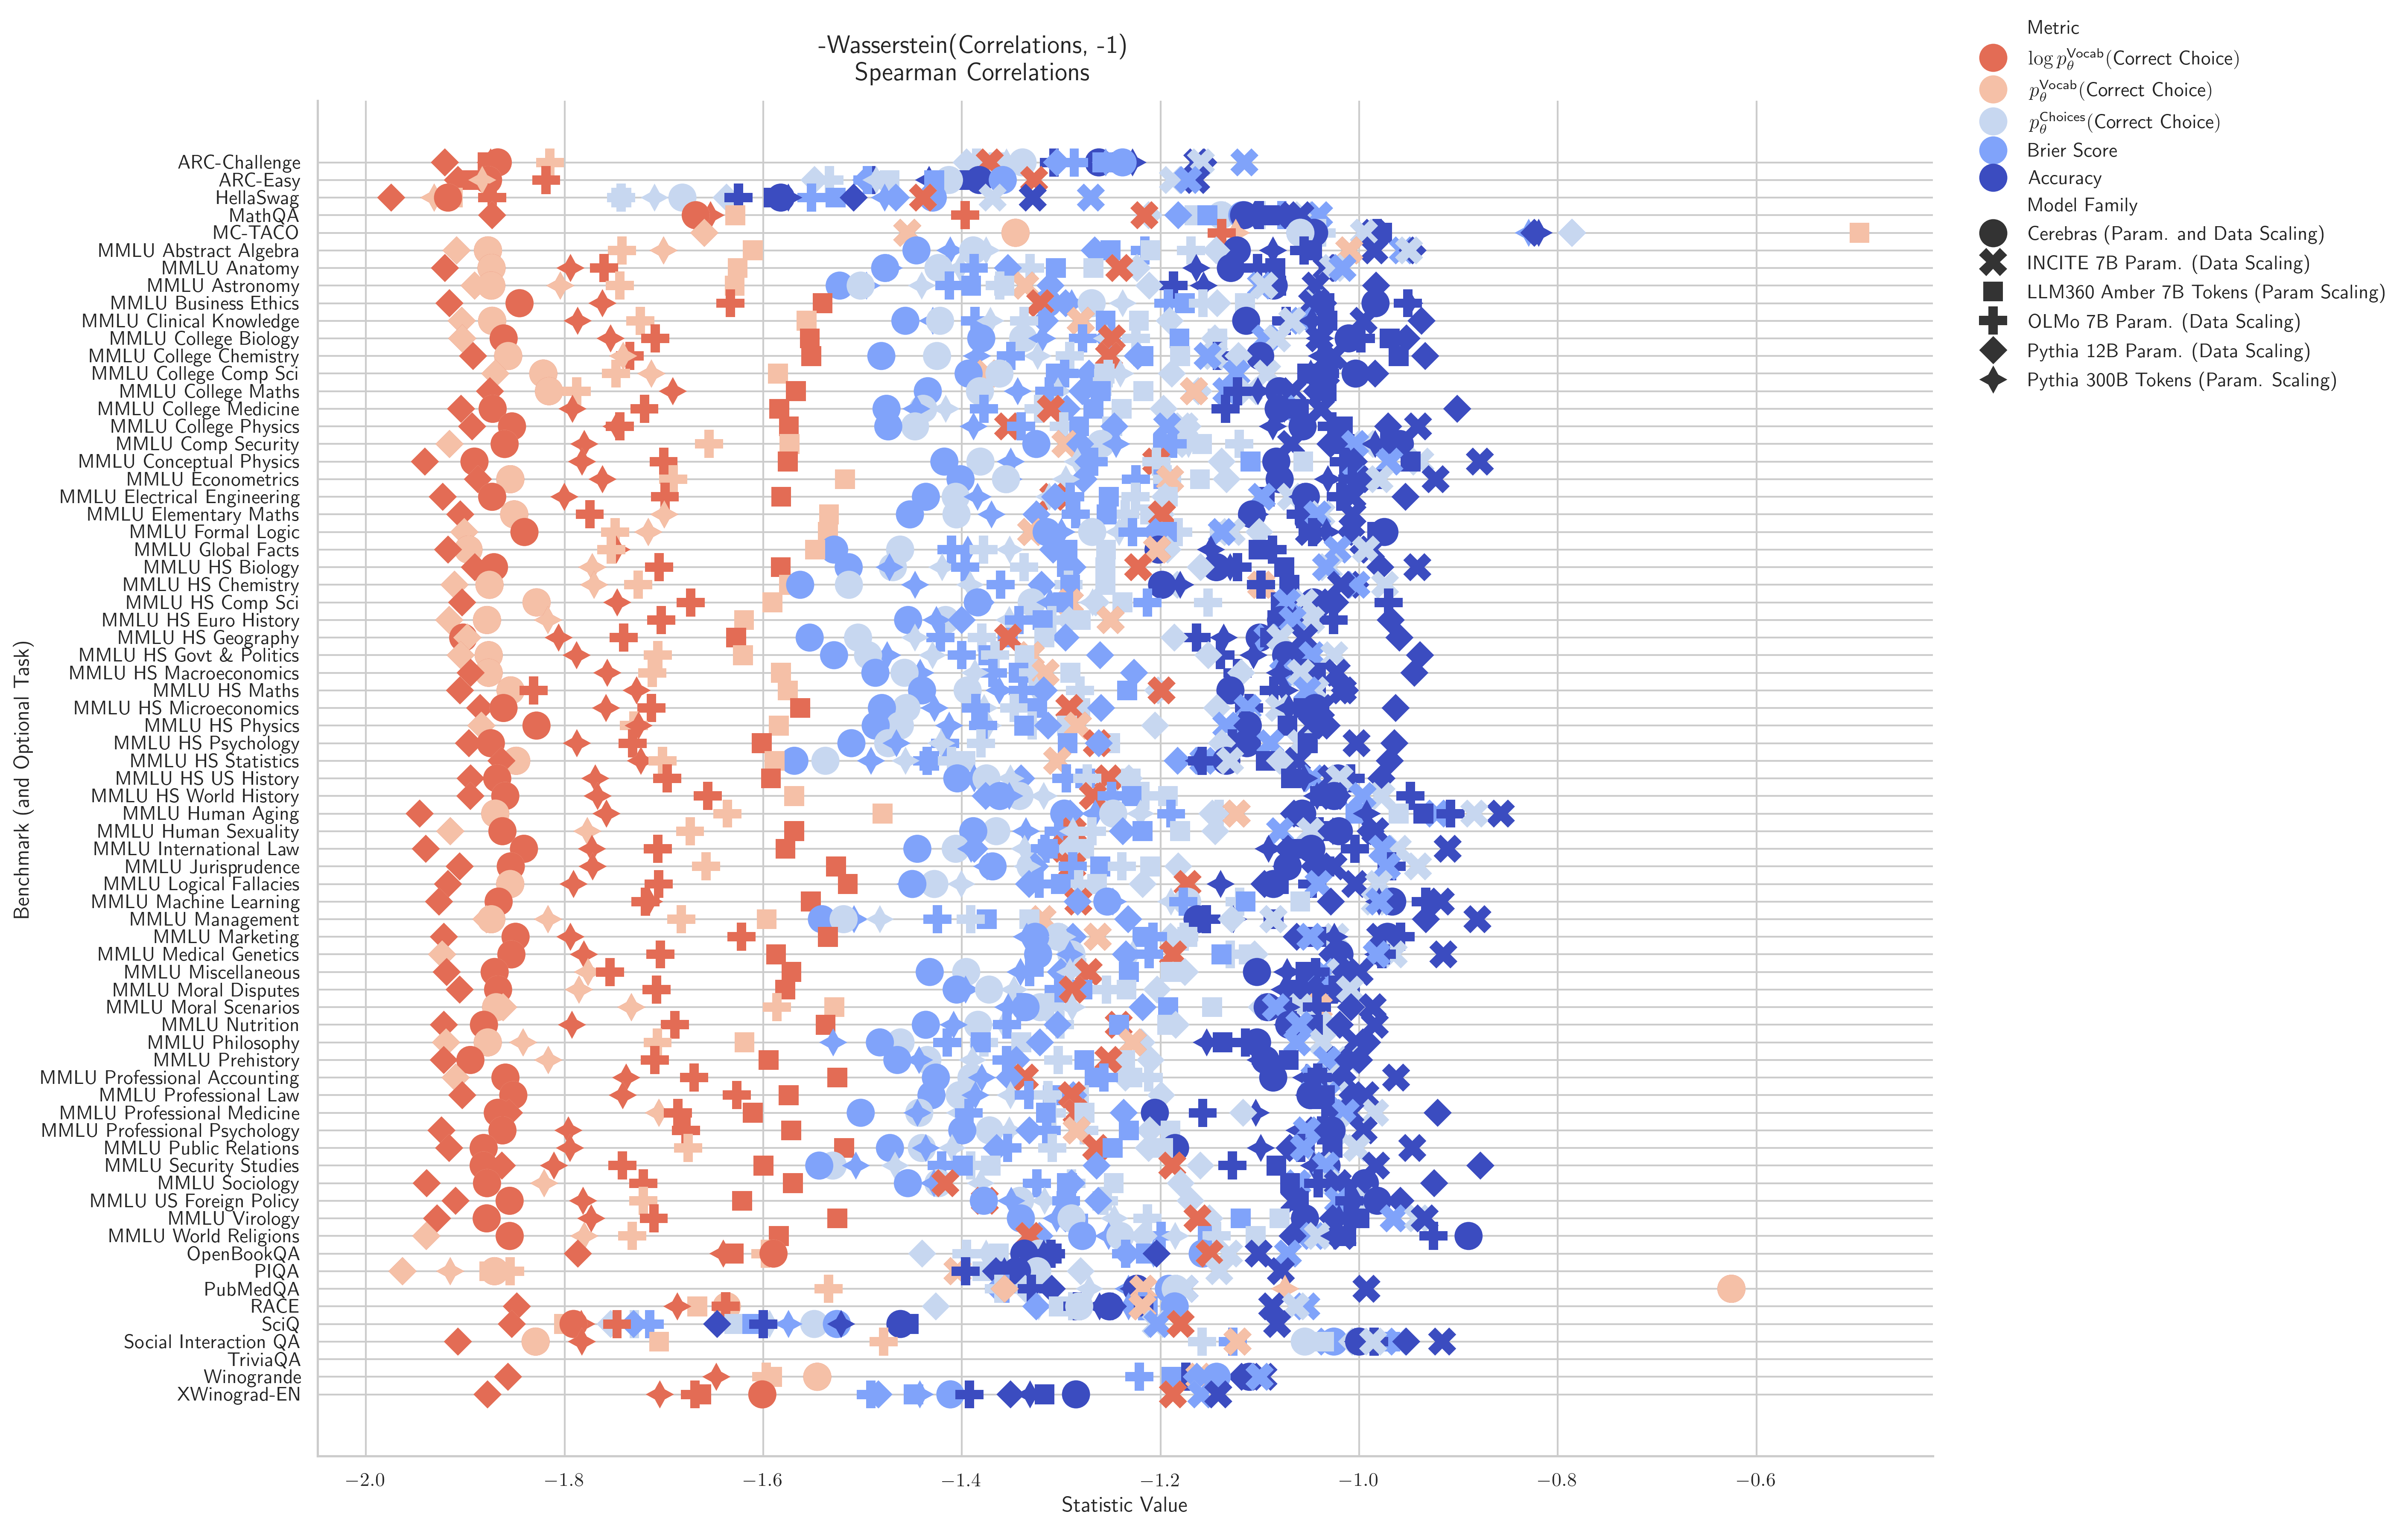 -Wasserstein(Correlations, -1)
Spearman Correlations
Metric
log p_θ^Vocab(Correct Choice)
p_θ^Vocab(Correct Choice)
p_θ^Choices(Correct Choice)
Brier Score
Accuracy
Model Family
Cerebras (Param. and Data Scaling)
INCITE 7B Param. (Data Scaling)
LLM360 Amber 7B Tokens (Param Scaling)
OLMo 7B Param. (Data Scaling)
Pythia 12B Param. (Data Scaling)
Pythia 300B Tokens (Param. Scaling)
Benchmark (and Optional Task)
ARC-Challenge
ARC-Easy
HellaSwag
MathQA
MC-TACO
MMLU Abstract Algebra
MMLU Anatomy
MMLU Astronomy
MMLU Business Ethics
MMLU Clinical Knowledge
MMLU College Biology
MMLU College Chemistry
MMLU College Comp Sci
MMLU College Maths
MMLU College Medicine
MMLU College Physics
MMLU Comp Security
MMLU Conceptual Physics
MMLU Econometrics
MMLU Electrical Engineering
MMLU Elementary Maths
MMLU Formal Logic
MMLU Global Facts
MMLU HS Biology
MMLU HS Chemistry
MMLU HS Comp Sci
MMLU HS Euro History
MMLU HS Geography
MMLU HS Govt & Politics
MMLU HS Macroeconomics
MMLU HS Maths
MMLU HS Microeconomics
MMLU HS Physics
MMLU HS Psychology
MMLU HS Statistics
MMLU HS US History
MMLU HS World History
MMLU Human Aging
MMLU Human Sexuality
MMLU International Law
MMLU Jurisprudence
MMLU Logical Fallacies
MMLU Machine Learning
MMLU Management
MMLU Marketing
MMLU Medical Genetics
MMLU Miscellaneous
MMLU Moral Disputes
MMLU Moral Scenarios
MMLU Nutrition
MMLU Philosophy
MMLU Prehistory
MMLU Professional Accounting
MMLU Professional Law
MMLU Professional Medicine
MMLU Professional Psychology
MMLU Public Relations
MMLU Security Studies
MMLU Sociology
MMLU US Foreign Policy
MMLU Virology
MMLU World Religions
OpenBookQA
PIQA
PubMedQA
RACE
SciQ
Social Interaction QA
TriviaQA
Winogrande
XWinograd-EN
−2.0 −1.8 −1.6 −1.4 −1.2 −1.0 −0.8 −0.6
Statistic Value